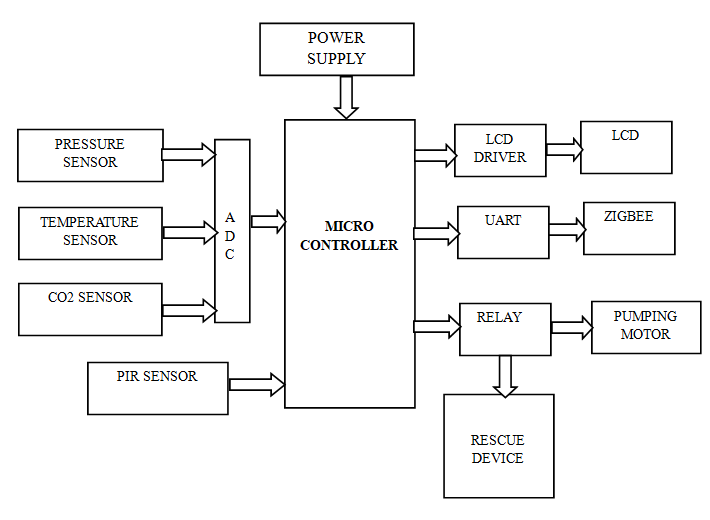 POWER
SUPPLY
PRESSURE
SENSOR
TEMPERATURE
SENSOR
CO2 SENSOR
PIR SENSOR
A
D
C
MICRO
CONTROLLER
LCD
DRIVER
LCD
UART
ZIGBEE
RELAY
PUMPING
MOTOR
RESCUE
DEVICE